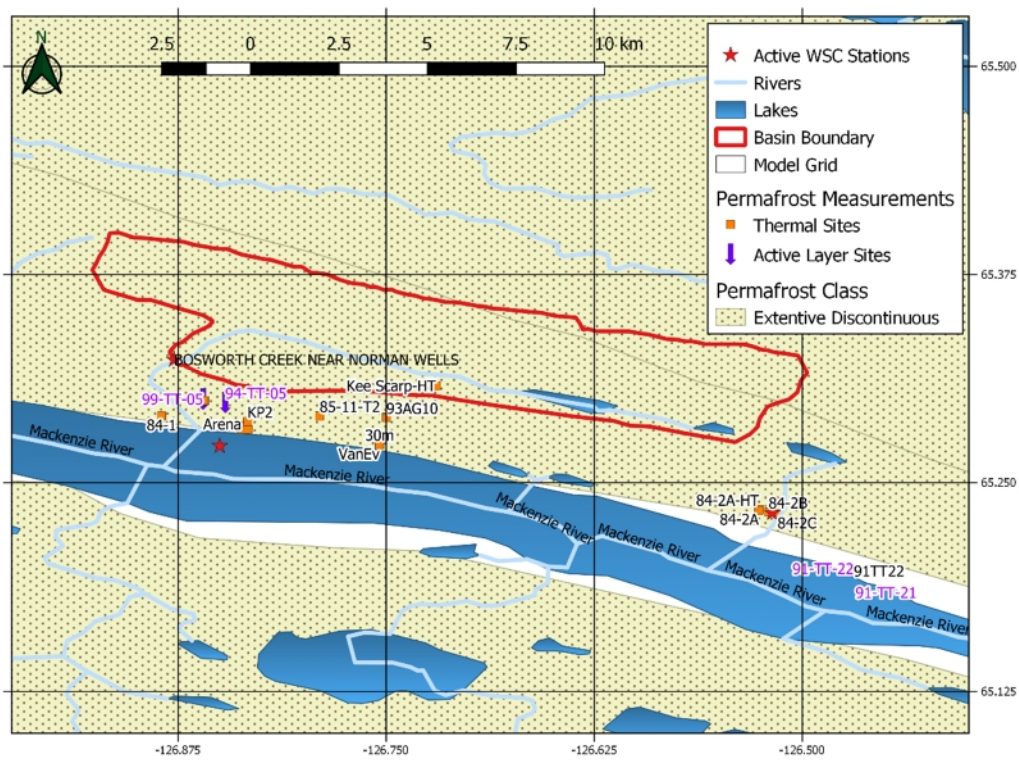 N
2.5 0 2.5 5 7.5 10 km
Active WSC Stations
Rivers
Lakes
Basin Boundary
Model Grid
Permafrost Measurements
Thermal Sites
Active Layer Sites
Permafrost Class
Extentive Discontinuous
65.500
65.375
65.250
65.125
BOSWORTH CREEK NEAR NORMAN WELLS
Kee Scarp-HT
99-TT-05
94-TT-05
84-1
Arena
KP2
85-11-T2
93AG10
30m
VanEv
Mackenzie River
Mackenzie River
Mackenzie River
Mackenzie River
Mackenzie River
Mackenzie River
84-2A-HT
84-2B
84-2A
84-2C
91-TT-22
91TT22
91-TT-21
-126.875
-126.750
-126.625
-126.500